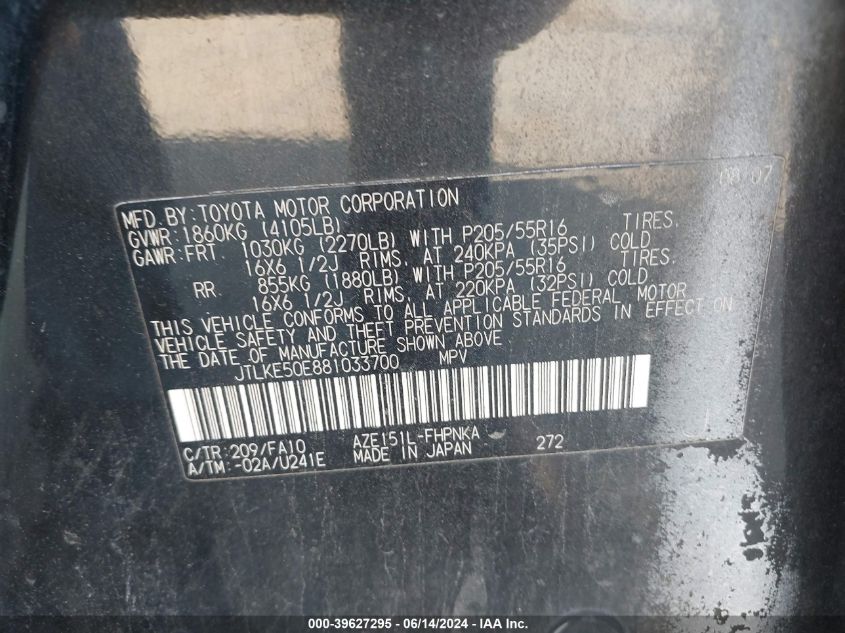 08/07
MFD. BY: TOYOTA MOTOR CORPORATION
GVWR: 1860KG (4105LB)
GAWR: FRT. 1030KG (2270LB) WITH P205/55R16 TIRES,
16X6 1/2J RIMS, AT 240KPA (35PSI) COLD
RR. 855KG (1880LB) WITH P205/55R16 TIRES,
16X6 1/2J RIMS, AT 220KPA (32PSI) COLD
THIS VEHICLE CONFORMS TO ALL APPLICABLE FEDERAL MOTOR
VEHICLE SAFETY AND THEFT PREVENTION STANDARDS IN EFFECT ON
THE DATE OF MANUFACTURE SHOWN ABOVE
JTLKE50E881033700 MPV
C/TR: 209/FA10 AZE151L-FHPNKA 272
A/TM: -02A/U241E MADE IN JAPAN
000-39627295 - 06/14/2024 - IAA Inc.